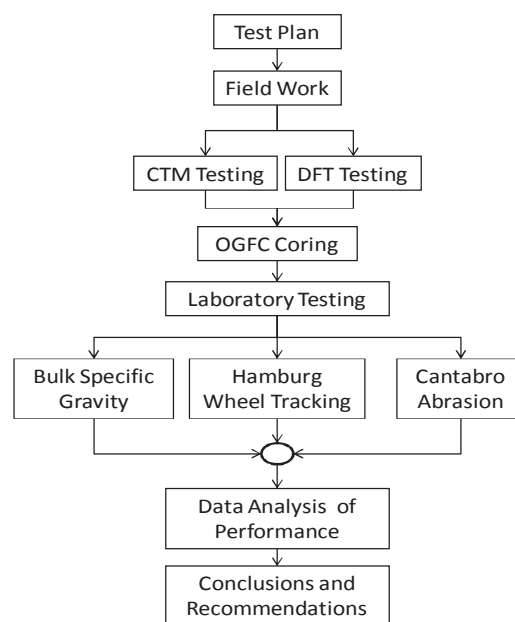 Test Plan
Field Work
CTM Testing
DFT Testing
OGFC Coring
Laboratory Testing
Bulk Specific
Gravity
Hamburg
Wheel Tracking
Cantabro
Abrasion
Data Analysis of
Performance
Conclusions and
Recommendations